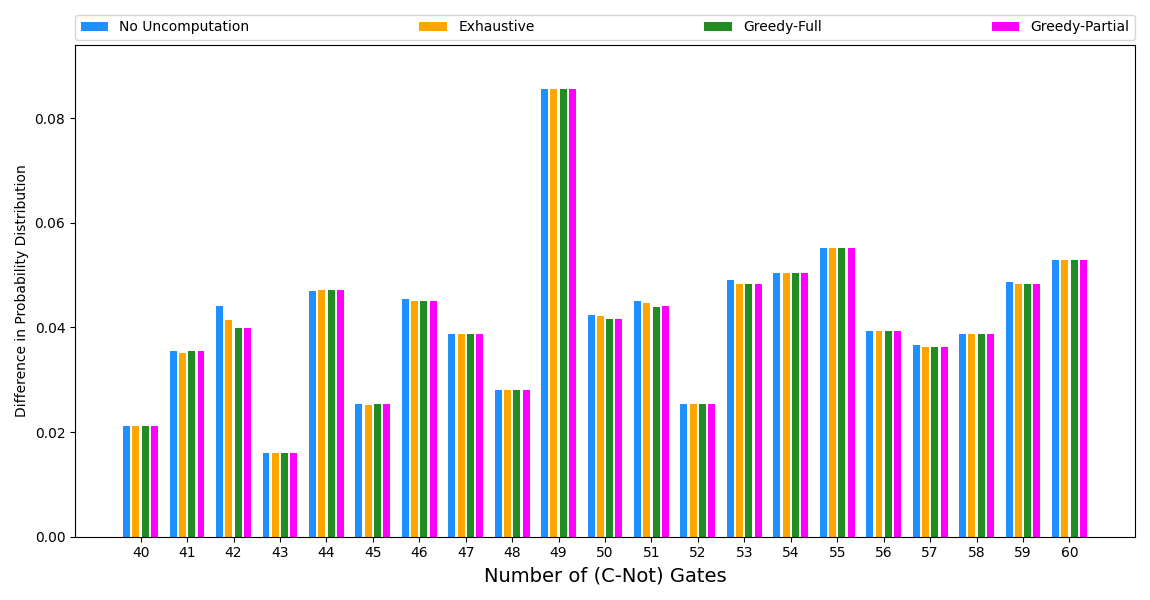 No Uncomputation Exhaustive Greedy-Full Greedy-Partial
Difference in Probability Distribution
0.08
0.06
0.04
0.02
0.00
40 41 42 43 44 45 46 47 48 49 50 51 52 53 54 55 56 57 58 59 60
Number of (C-Not) Gates